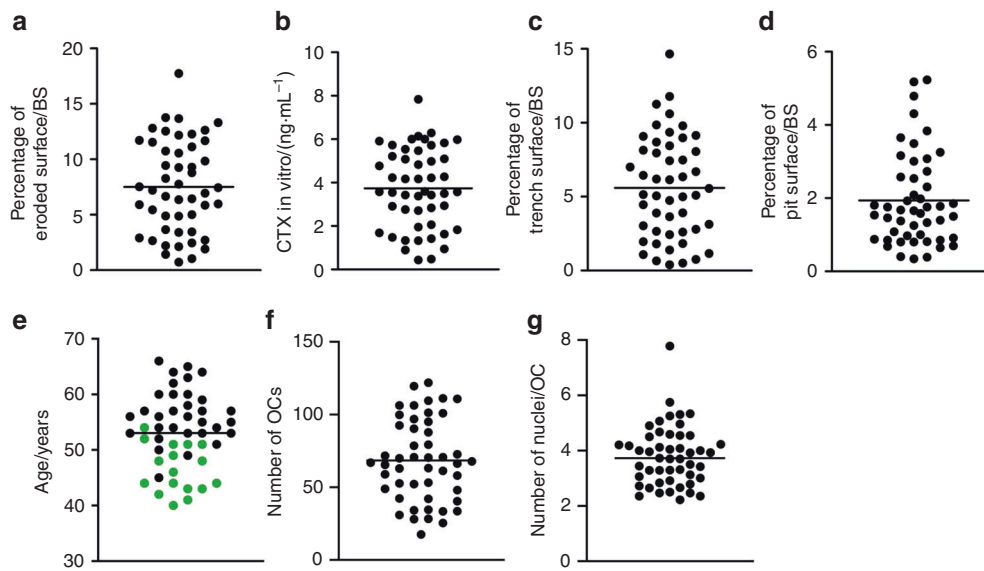 a
Percentage of
eroded surface/BS
20
15
10
5
0
b
CTX in vitro/(ng·mL⁻¹)
10
8
6
4
2
0
c
Percentage of
trench surface/BS
15
10
5
0
d
Percentage of
pit surface/BS
6
4
2
0
e
Age/years
70
60
50
40
30
f
Number of OCs
150
100
50
0
g
Number of nuclei/OC
8
6
4
2
0